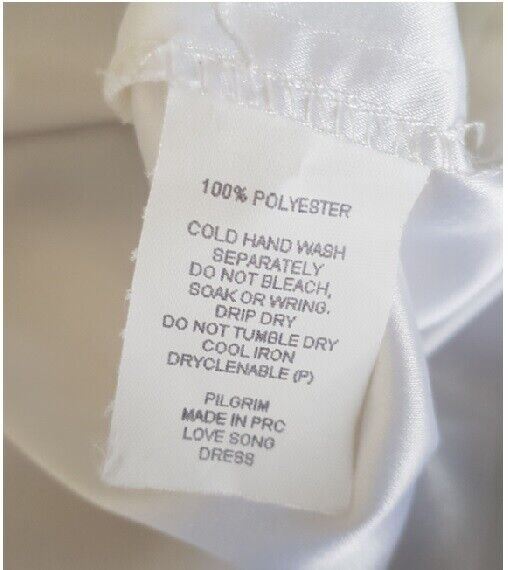 100% POLYESTER
COLD HAND WASH
SEPARATELY
DO NOT BLEACH,
SOAK OR WRING.
DRIP DRY
DO NOT TUMBLE DRY
COOL IRON
DRYCLENABLE (P)
PILGRIM
MADE IN PRC
LOVE SONG
DRESS